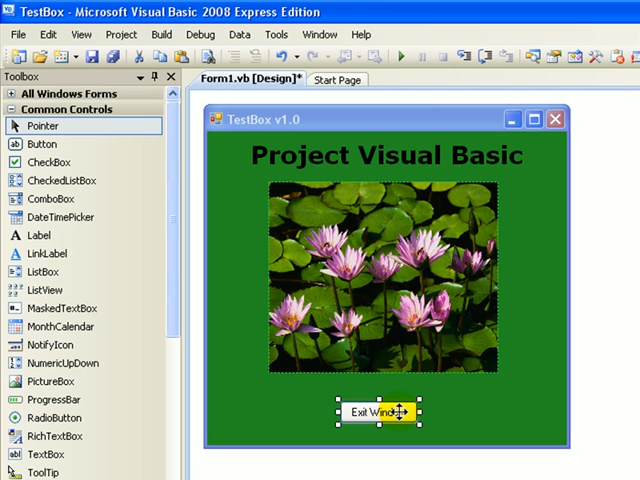 TestBox - Microsoft Visual Basic 2008 Express Edition
File Edit View Project Build Debug Data Tools Window Help
Toolbox
Form1.vb [Design]* Start Page
All Windows Forms
Common Controls
Pointer
Button
CheckBox
CheckedListBox
ComboBox
DateTimePicker
Label
LinkLabel
ListBox
ListView
MaskedTextBox
MonthCalendar
NotifyIcon
NumericUpDown
PictureBox
ProgressBar
RadioButton
RichTextBox
TextBox
ToolTip
TestBox v1.0
Project Visual Basic
Exit